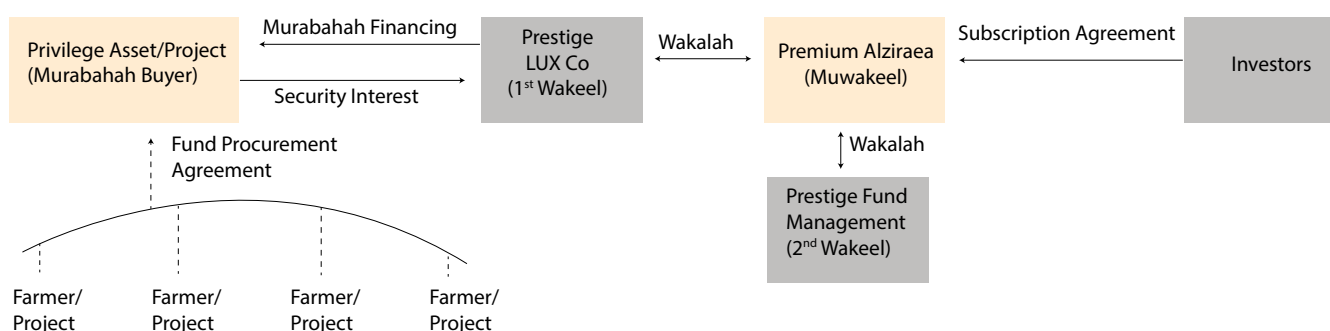 Privilege Asset/Project
(Murabahah Buyer)
Murabahah Financing
Security Interest
Prestige
LUX Co
(1st Wakeel)
Wakalah
Premium Alziraea
(Muwakeel)
Subscription Agreement
Investors
Fund Procurement
Agreement
Wakalah
Prestige Fund
Management
(2nd Wakeel)
Farmer/
Project
Farmer/
Project
Farmer/
Project
Farmer/
Project